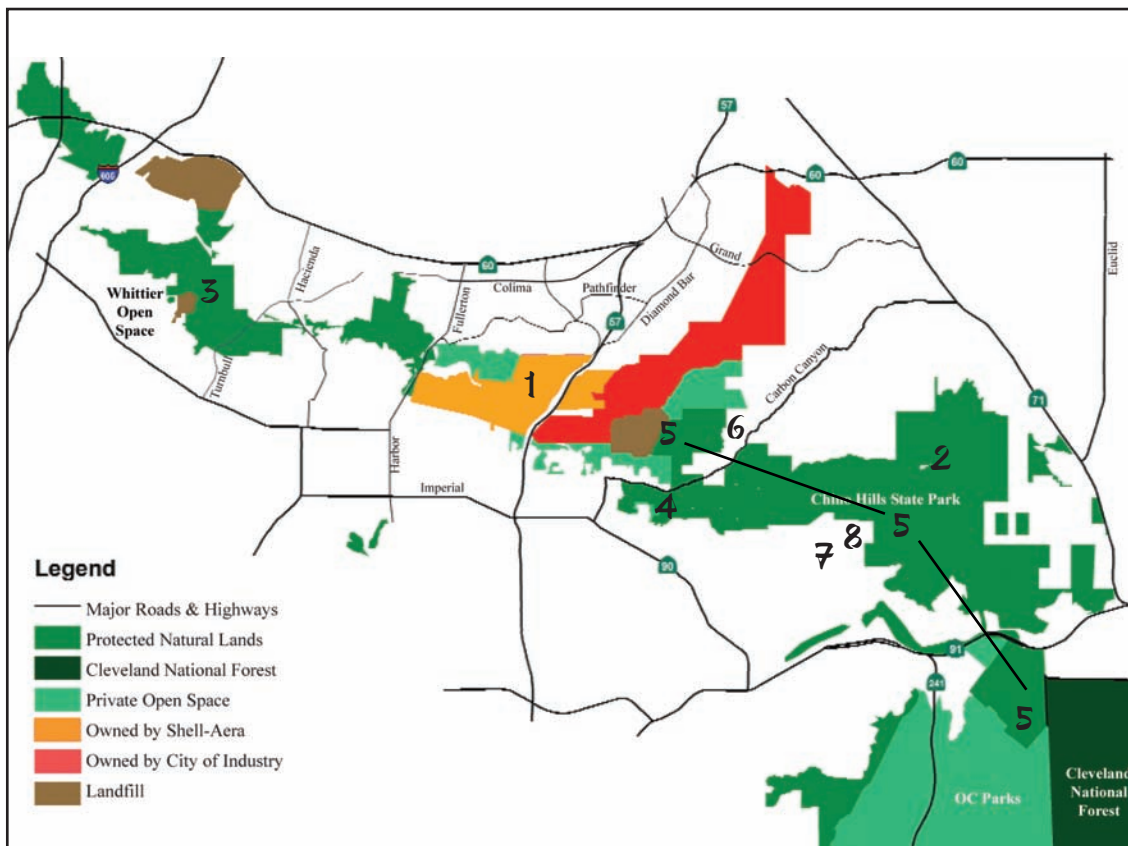 57
60
60
605
Grand
Hacienda
Euclid
60
Colima
Pathfinder
3
Whittier
Open
Space
Fullerton
57
Diamond Bar
Turnbull
1
Carbon Canyon
71
5
6
2
Harbor
Imperial
Chino Hills State Park
4
5
8
7
90
Legend
Major Roads & Highways
Protected Natural Lands
Cleveland National Forest
Private Open Space
Owned by Shell-Aera
Owned by City of Industry
Landfill
91
241
5
OC Parks
Cleveland
National
Forest